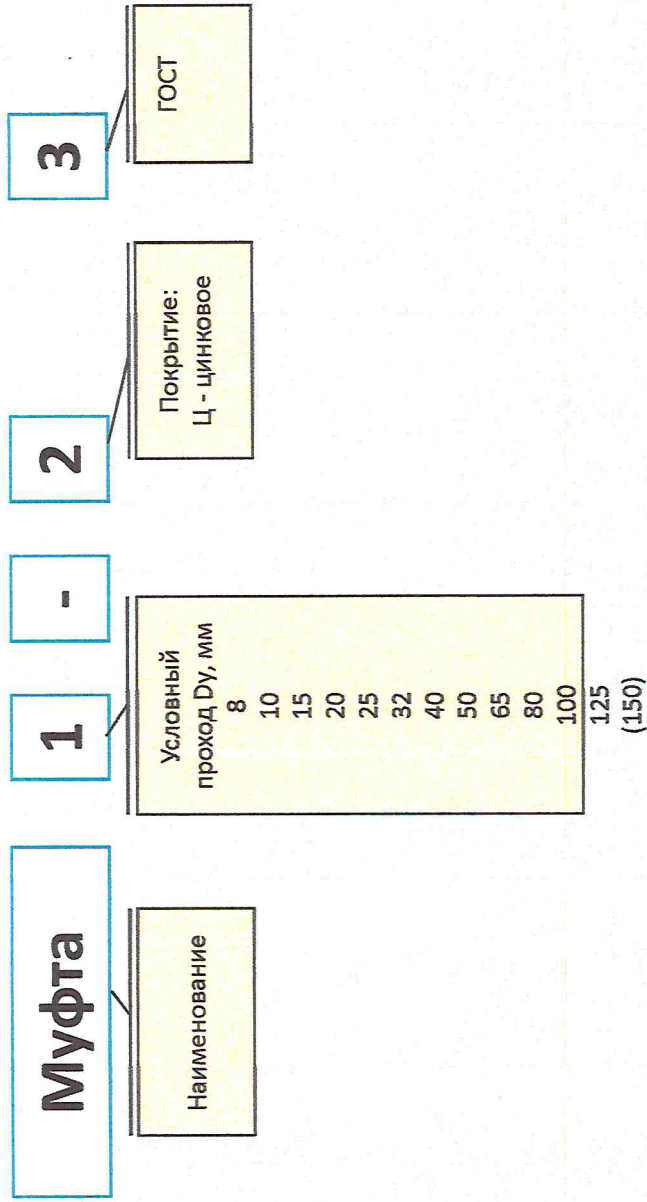 Муфта 1 - 2 3
Наименование
Условный
проход Dy, мм
8
10
15
20
25
32
40
50
65
80
100
125
(150)
Покрытие:
Ц - цинковое
ГОСТ